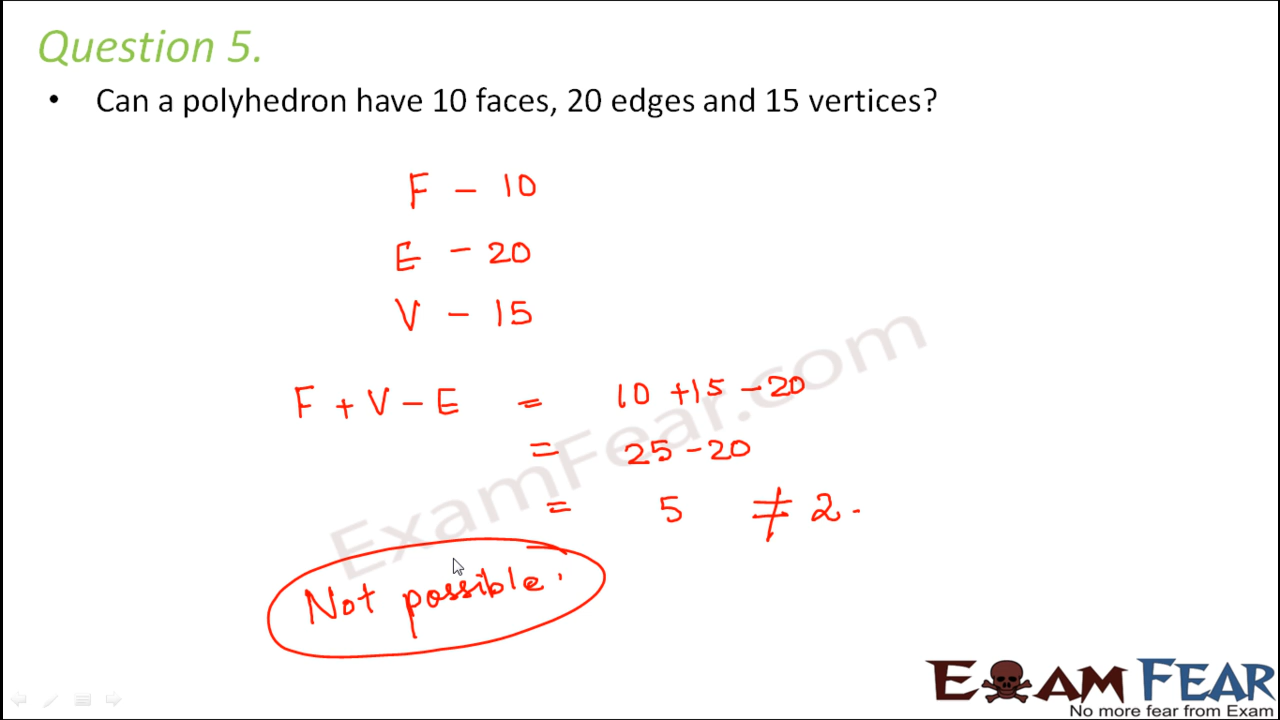 Question 5.
• Can a polyhedron have 10 faces, 20 edges and 15 vertices?
F - 10
E - 20
V - 15
F + V - E = 10 + 15 - 20
= 25 - 20
= 5 ≠ 2.
Not possible.
ExamFear.com
EXAM FEAR
No more fear from Exam